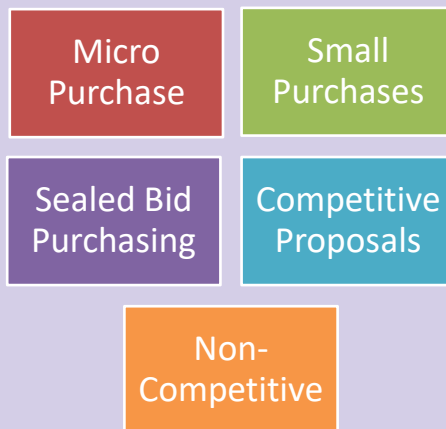 Micro
Purchase
Small
Purchases
Sealed Bid
Purchasing
Competitive
Proposals
Non-
Competitive